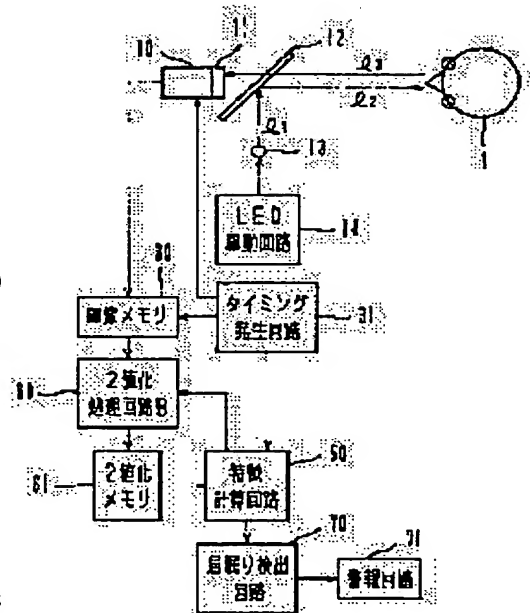 10
11
12
ℓ3
ℓ2
ℓ1
13
1
LED
駆動回路
14
30
画像メモリ
タイミング
発生回路
31
2値化
処理回路B
60
2値化
メモリ
61
特徴
計算回路
50
70
居眠り検出
回路
71
警報回路